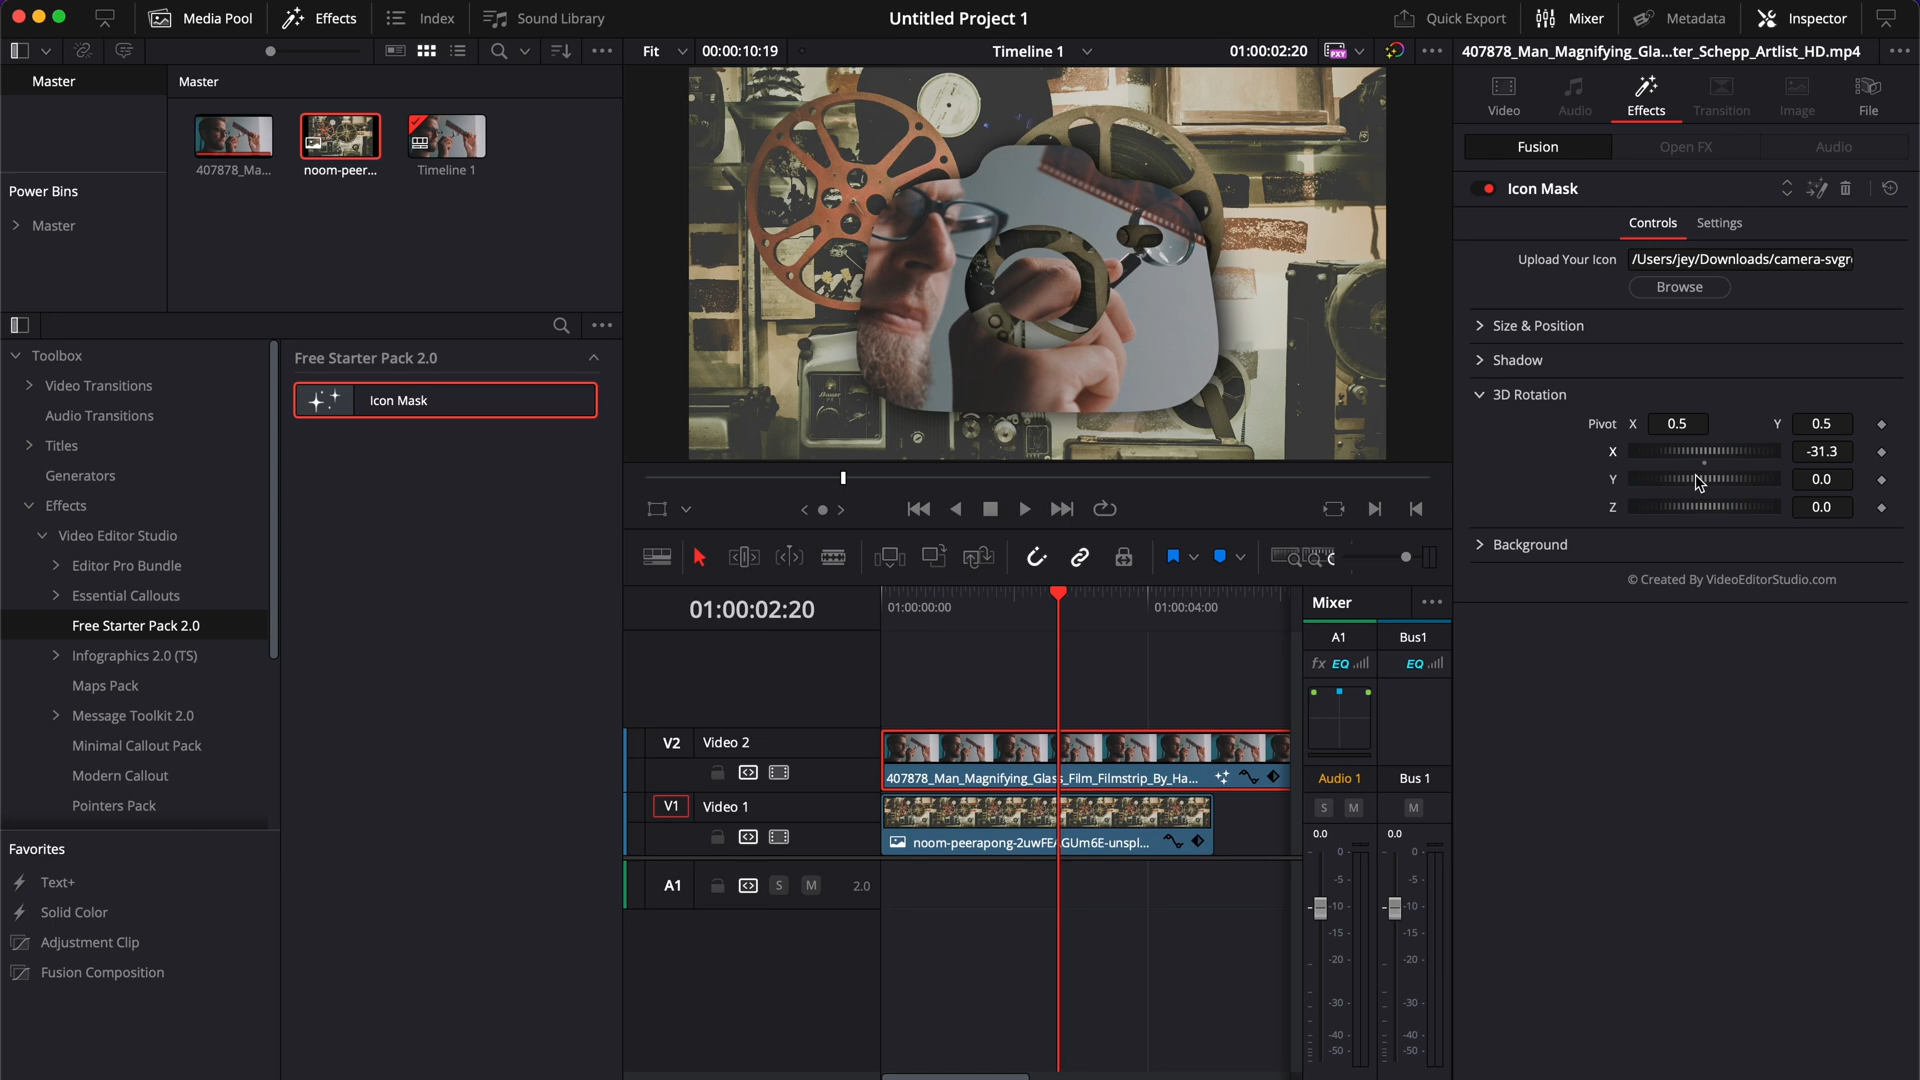 Media Pool
Effects
Index
Sound Library
Untitled Project 1
Quick Export
Mixer
Metadata
Inspector
Fit
00:00:10:19
Timeline 1
01:00:02:20
PXY
407878_Man_Magnifying_Gla...ter_Schepp_Artlist_HD.mp4
Master
Master
Power Bins
Master
407878_Ma...
noom-peer...
Timeline 1
Video
Audio
Effects
Transition
Image
File
Fusion
Open FX
Audio
Icon Mask
Controls
Settings
Upload Your Icon
/Users/jey/Downloads/camera-svgr
Browse
Size & Position
Shadow
3D Rotation
Pivot X 0.5 Y 0.5
X -31.3
Y 0.0
Z 0.0
Background
© Created By VideoEditorStudio.com
Toolbox
Video Transitions
Audio Transitions
Titles
Generators
Effects
Video Editor Studio
Editor Pro Bundle
Essential Callouts
Free Starter Pack 2.0
Infographics 2.0 (TS)
Maps Pack
Message Toolkit 2.0
Minimal Callout Pack
Modern Callout
Pointers Pack
Favorites
Text+
Solid Color
Adjustment Clip
Fusion Composition
Free Starter Pack 2.0
Icon Mask
01:00:02:20
01:00:00:00
01:00:04:00
V2 Video 2
407878_Man_Magnifying_Glass_Film_Filmstrip_By_Ha...
V1 Video 1
noom-peerapong-2uwFEAGUm6E-unspl...
A1 S M 2.0
Mixer
A1 Bus1
fx EQ EQ
Audio 1 Bus 1
S M M
0.0 0.0
0- 0-
-5- -5-
-10- -10-
-15- -15-
-20- -20-
-30- -30-
-40- -40-
-50- -50-